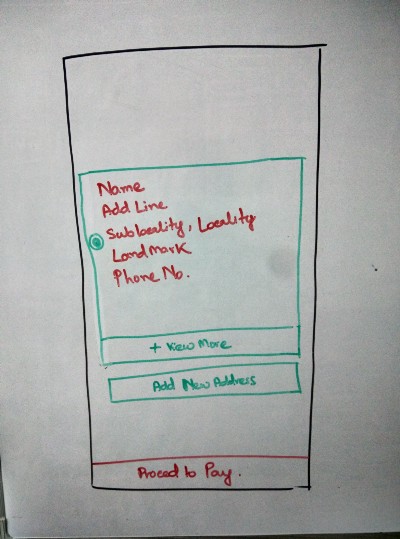 Name
Add Line
Sublocality, Locality
Landmark
Phone No.
+ View More
Add New Address
Proceed to Pay.